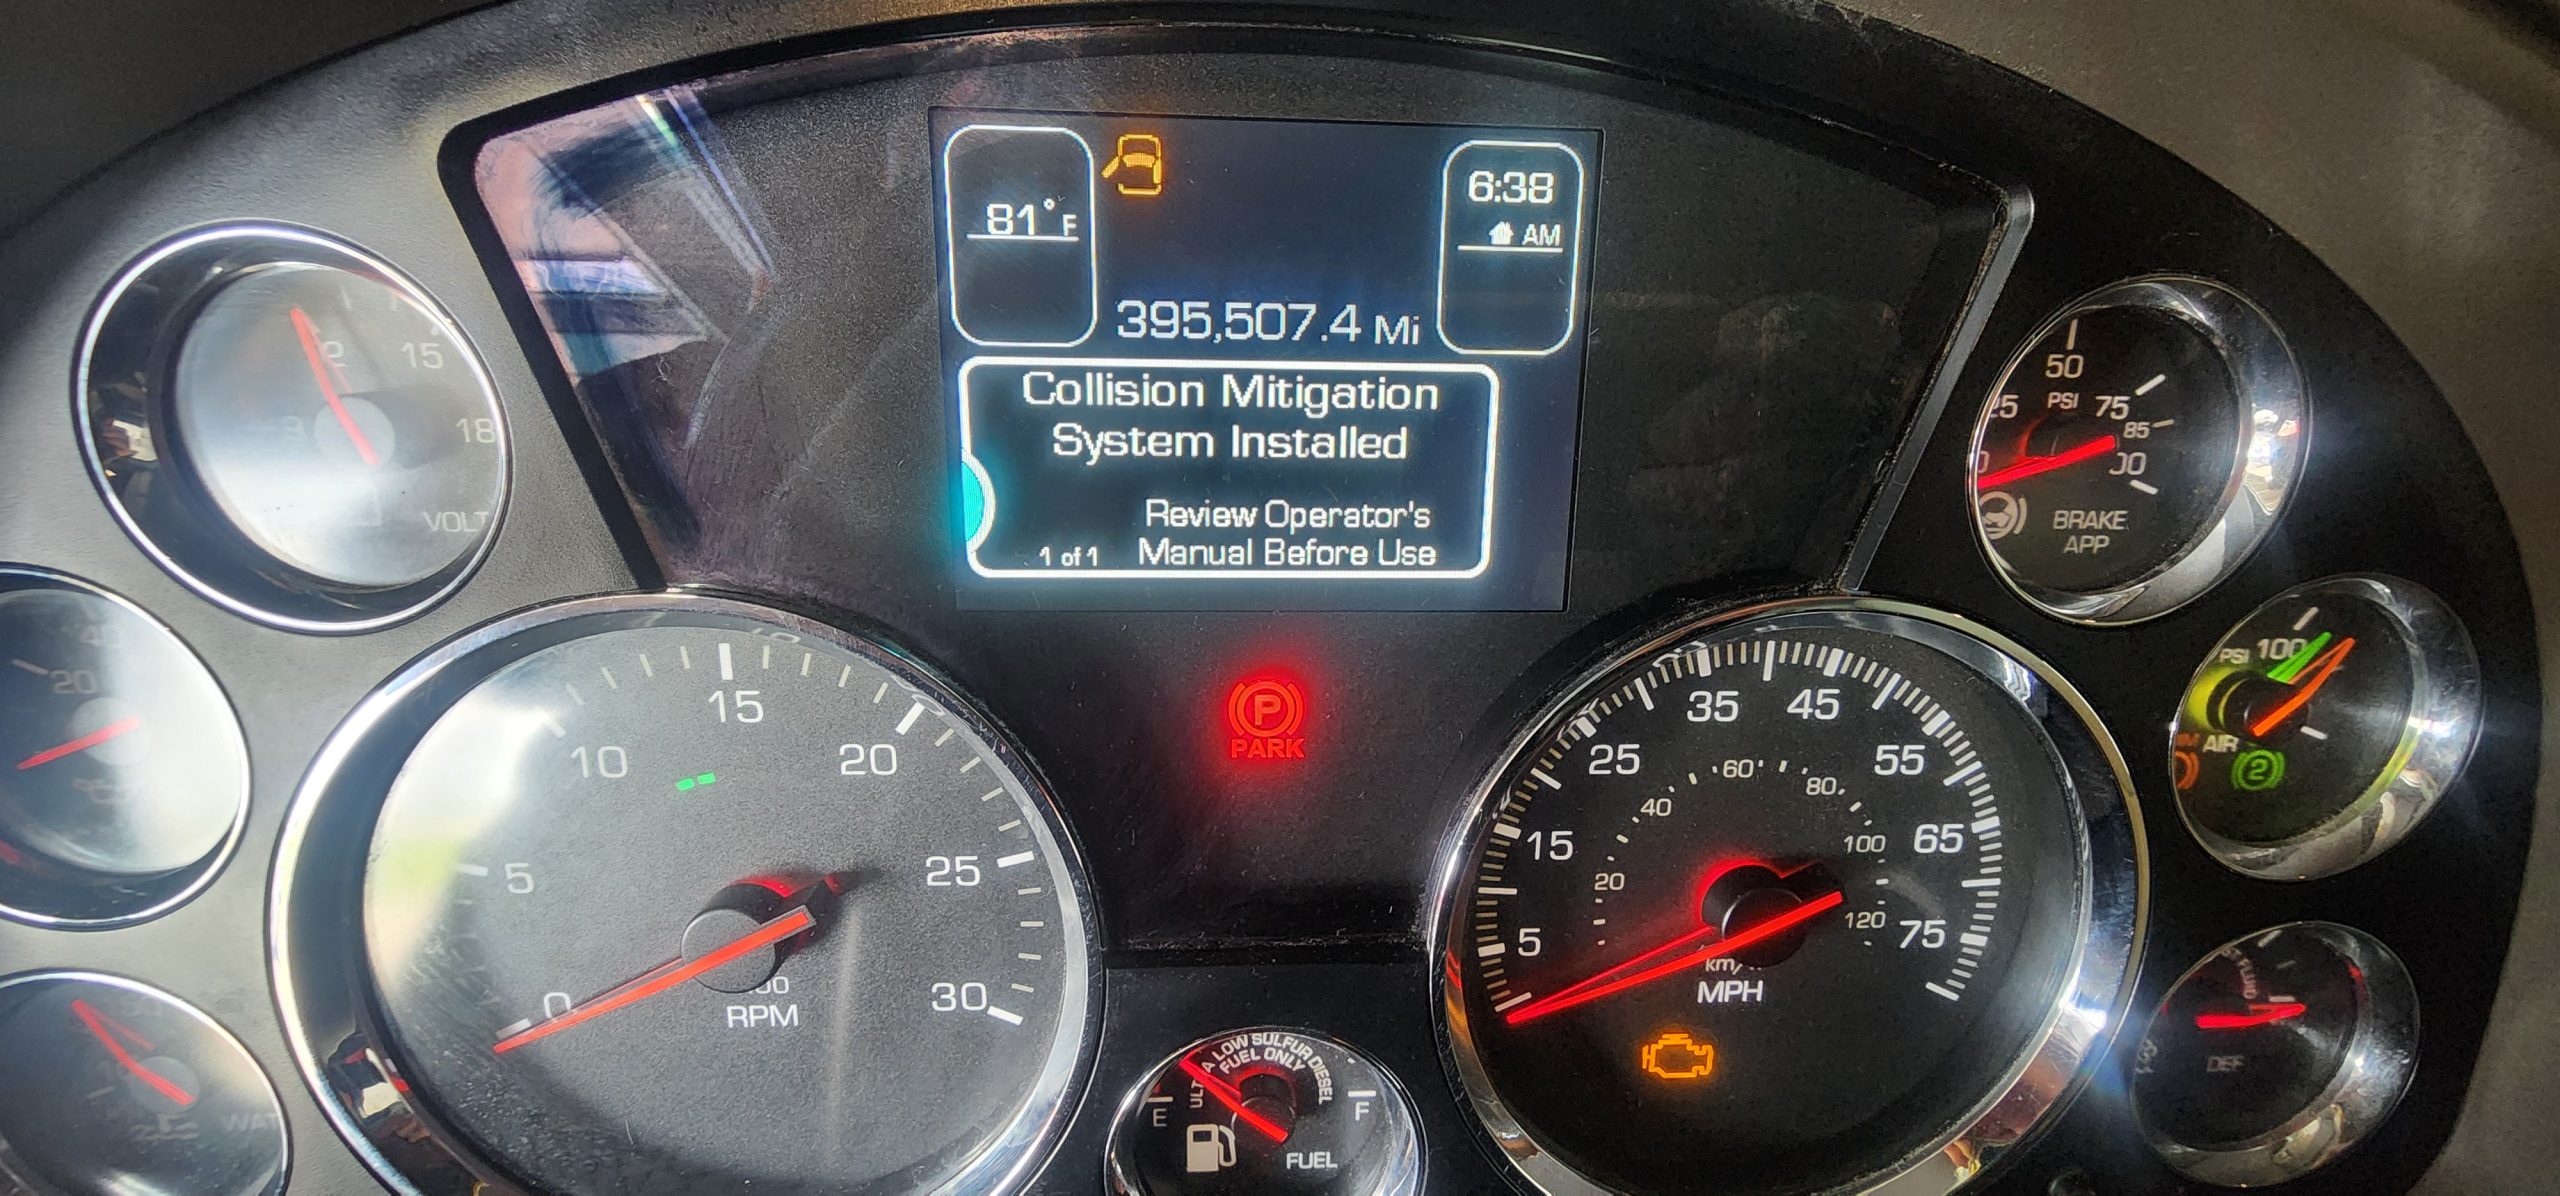 81°F
6:38
AM
395,507.4 Mi
Collision Mitigation
System Installed
Review Operator's
1 of 1 Manual Before Use
15
18
VOLT
40
20
50
25 PSI 75
85
BRAKE
APP
P
PARK
0
5
10
15
20
25
30
RPM
5
15
25
35
45
55
65
75
20
40
60
80
100
120
km/
MPH
PSI 100
AIR
2
ULTRA LOW SULFUR DIESEL
FUEL ONLY
E
F
FUEL
DEF
WAT